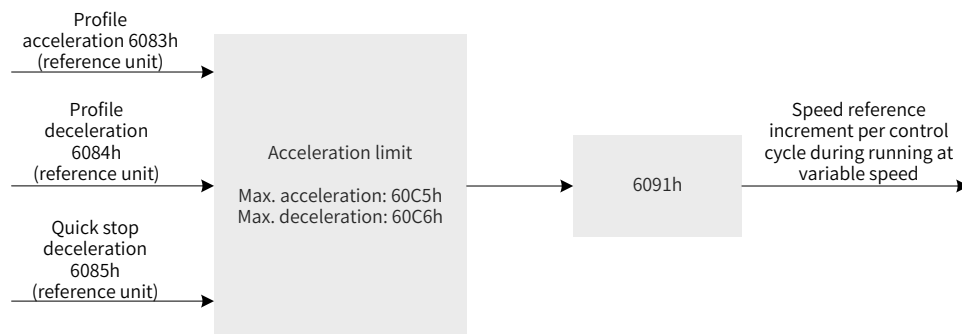 Profile
acceleration 6083h
(reference unit)
Profile
deceleration
6084h
(reference unit)
Quick stop
deceleration
6085h
(reference unit)
Acceleration limit
Max. acceleration: 60C5h
Max. deceleration: 60C6h
6091h
Speed reference
increment per control
cycle during running at
variable speed